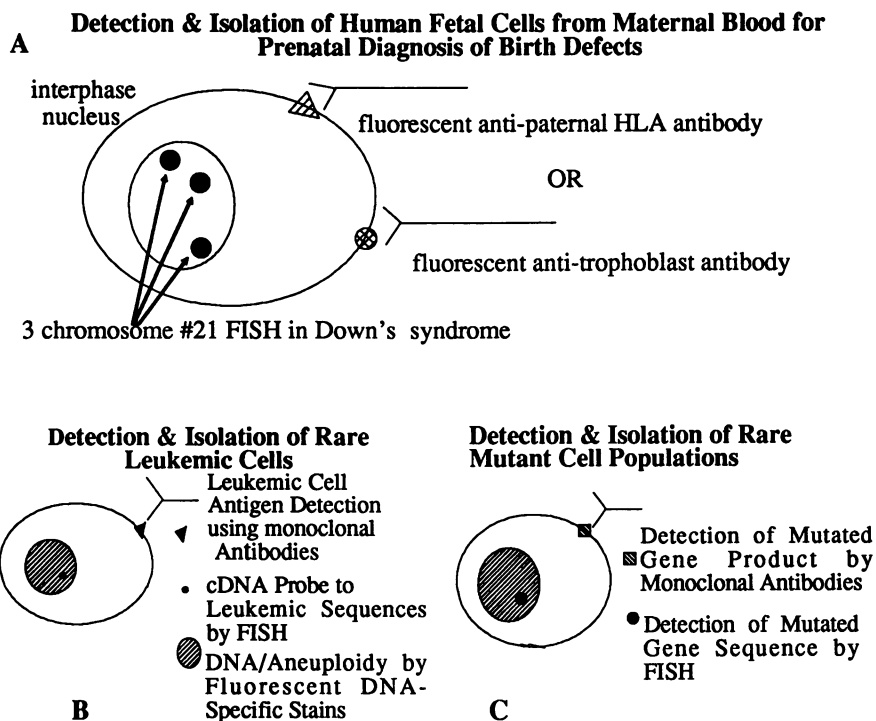 Detection & Isolation of Human Fetal Cells from Maternal Blood for
Prenatal Diagnosis of Birth Defects
A
interphase
nucleus
fluorescent anti-paternal HLA antibody
OR
fluorescent anti-trophoblast antibody
3 chromosome #21 FISH in Down's syndrome
Detection & Isolation of Rare
Leukemic Cells
Leukemic Cell
Antigen Detection
using monoclonal
Antibodies
cDNA Probe to
Leukemic Sequences
by FISH
DNA/Aneuploidy by
Fluorescent DNA-
Specific Stains
B
Detection & Isolation of Rare
Mutant Cell Populations
Detection of Mutated
Gene Product by
Monoclonal Antibodies
Detection of Mutated
Gene Sequence by
FISH
C